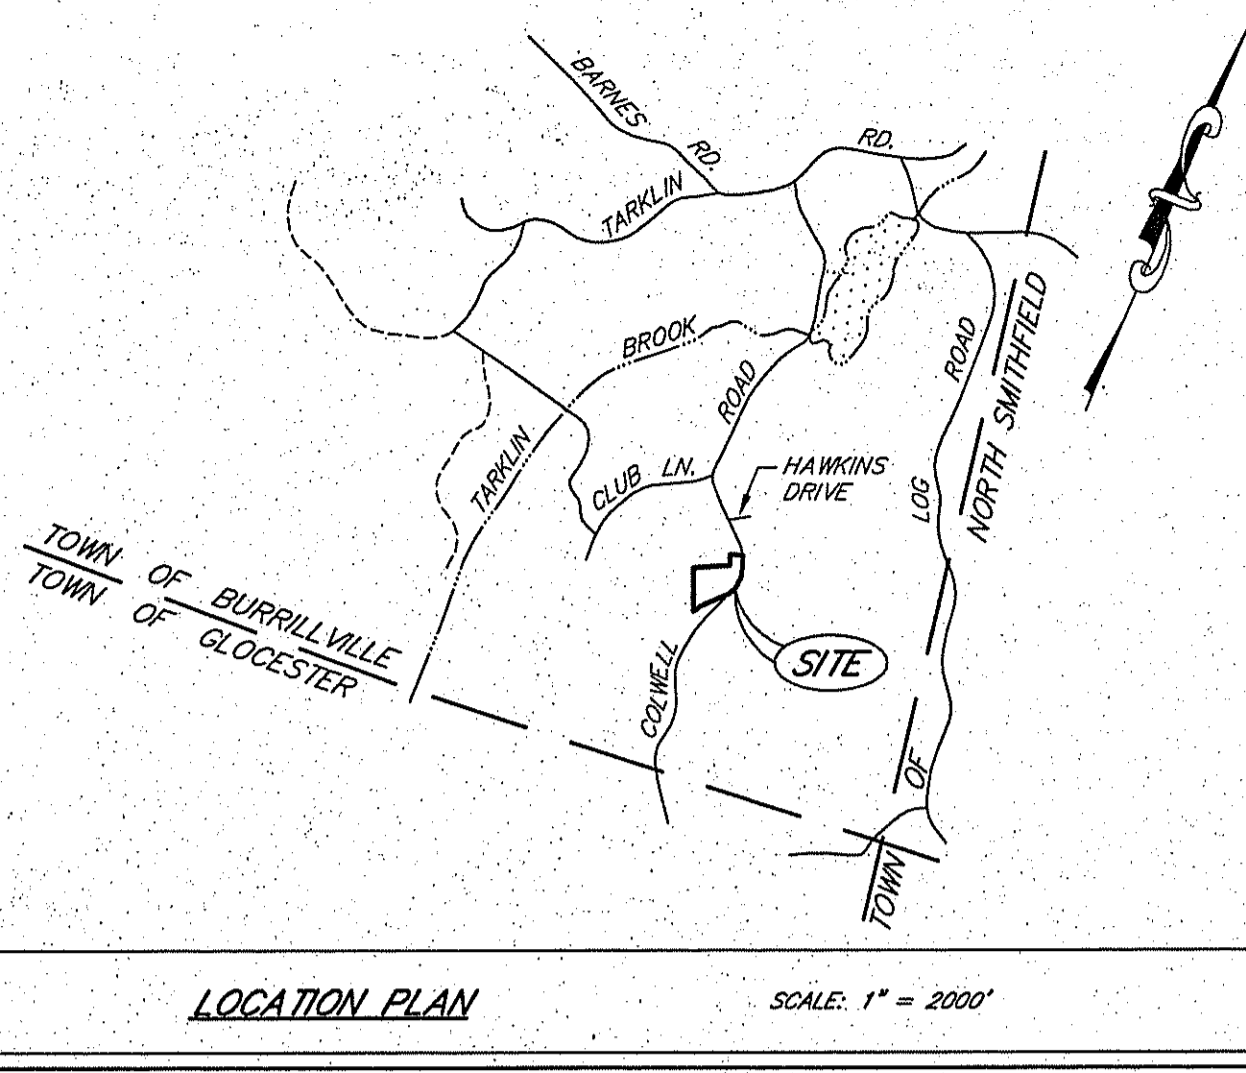 BARNES RD.
TARKLIN RD.
TARKLIN BROOK
COLWELL ROAD
CLUB LN.
HAWKINS
DRIVE
LOG ROAD
TOWN OF NORTH SMITHFIELD
TOWN OF BURRILLVILLE
TOWN OF GLOCESTER
SITE
LOCATION PLAN
SCALE: 1" = 2000'